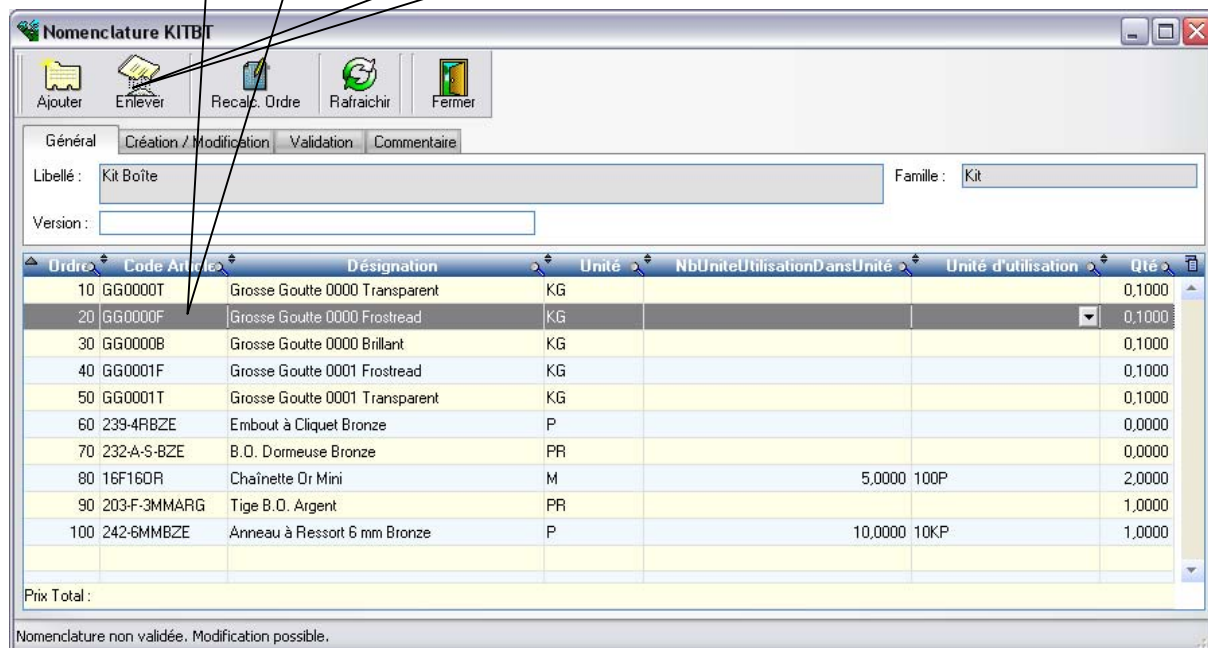 Nomenclature KITBT
Ajouter Enlever Recalc. Ordre Rafraichir Fermer
Général Création / Modification Validation Commentaire
Libellé : Kit Boîte Famille : Kit
Version :
Ordre Code Article Désignation Unité NbUniteUtilisationDansUnité Unité d'utilisation Qté
10 GG0000T Grosse Goutte 0000 Transparent KG 0,1000
20 GG0000F Grosse Goutte 0000 Frostread KG 0,1000
30 GG0000B Grosse Goutte 0000 Brillant KG 0,1000
40 GG0001F Grosse Goutte 0001 Frostread KG 0,1000
50 GG0001T Grosse Goutte 0001 Transparent KG 0,1000
60 239-4RBZE Embout à Cliquet Bronze P 0,0000
70 232-A-S-BZE B.O. Dormeuse Bronze PR 0,0000
80 16F16OR Chaînette Or Mini M 5,0000 100P 2,0000
90 203-F-3MMARG Tige B.O. Argent PR 1,0000
100 242-6MMBZE Anneau à Ressort 6 mm Bronze P 10,0000 10KP 1,0000
Prix Total :
Nomenclature non validée. Modification possible.